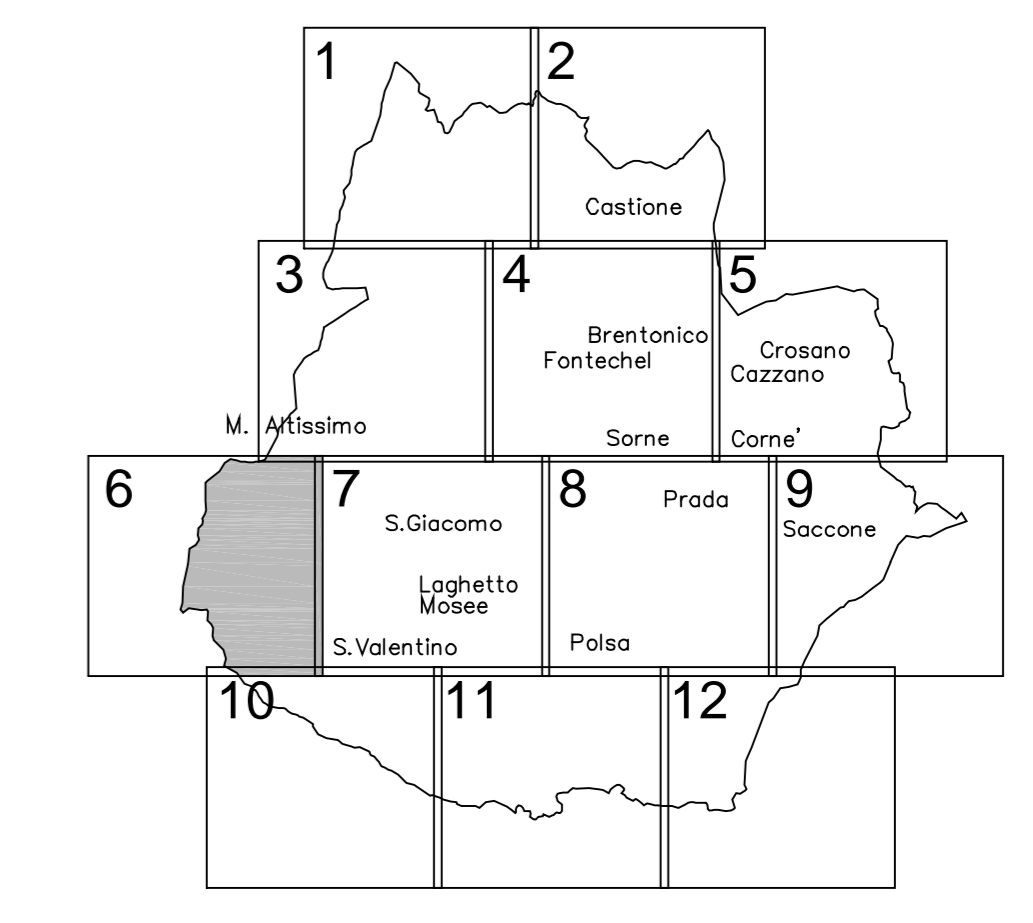 1
2
Castione
3
4
5
Brentonico
Crosano
Fontechel
Cazzano
M. Altissimo
Sorne
Corne'
6
7
8
9
Prada
S.Giacomo
Saccone
Laghetto
Mosee
S.Valentino
Polsa
10
11
12